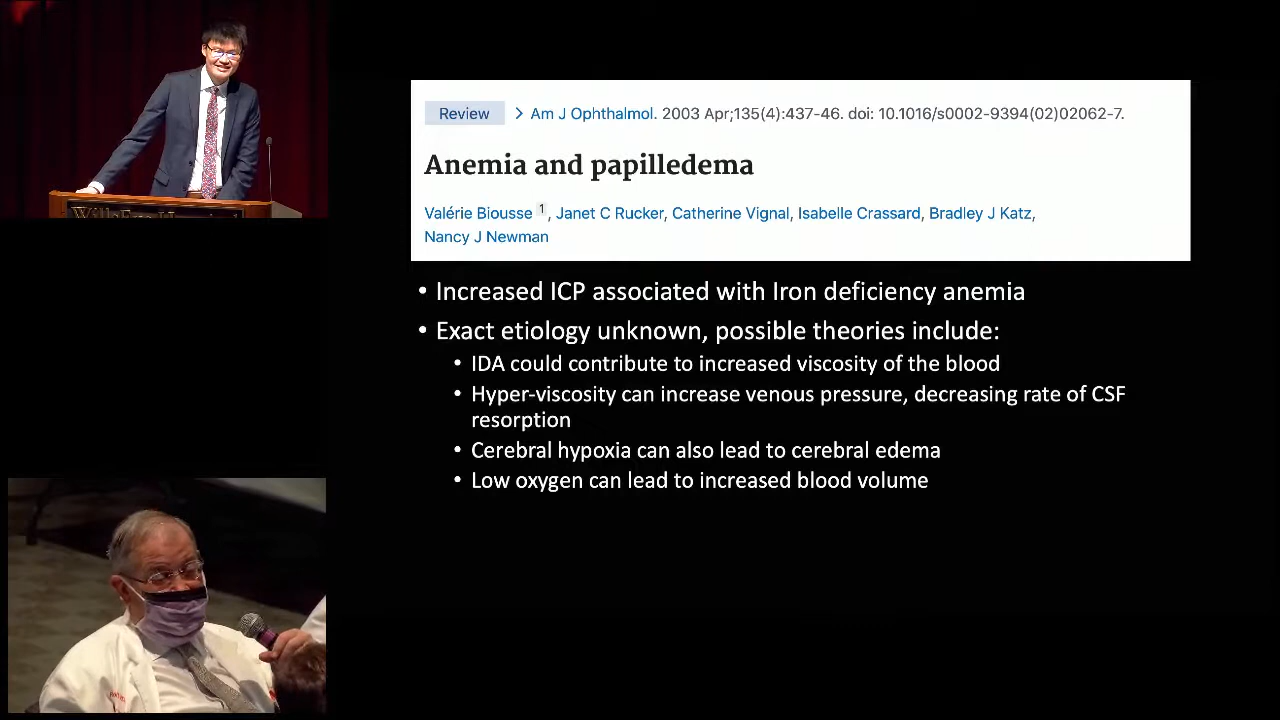 Wills Eye Hospital
Review > Am J Ophthalmol. 2003 Apr;135(4):437-46. doi: 10.1016/s0002-9394(02)02062-7.
Anemia and papilledema
Valérie Biousse 1, Janet C Rucker, Catherine Vignal, Isabelle Crassard, Bradley J Katz,
Nancy J Newman
• Increased ICP associated with Iron deficiency anemia
• Exact etiology unknown, possible theories include:
• IDA could contribute to increased viscosity of the blood
• Hyper-viscosity can increase venous pressure, decreasing rate of CSF
resorption
• Cerebral hypoxia can also lead to cerebral edema
• Low oxygen can lead to increased blood volume